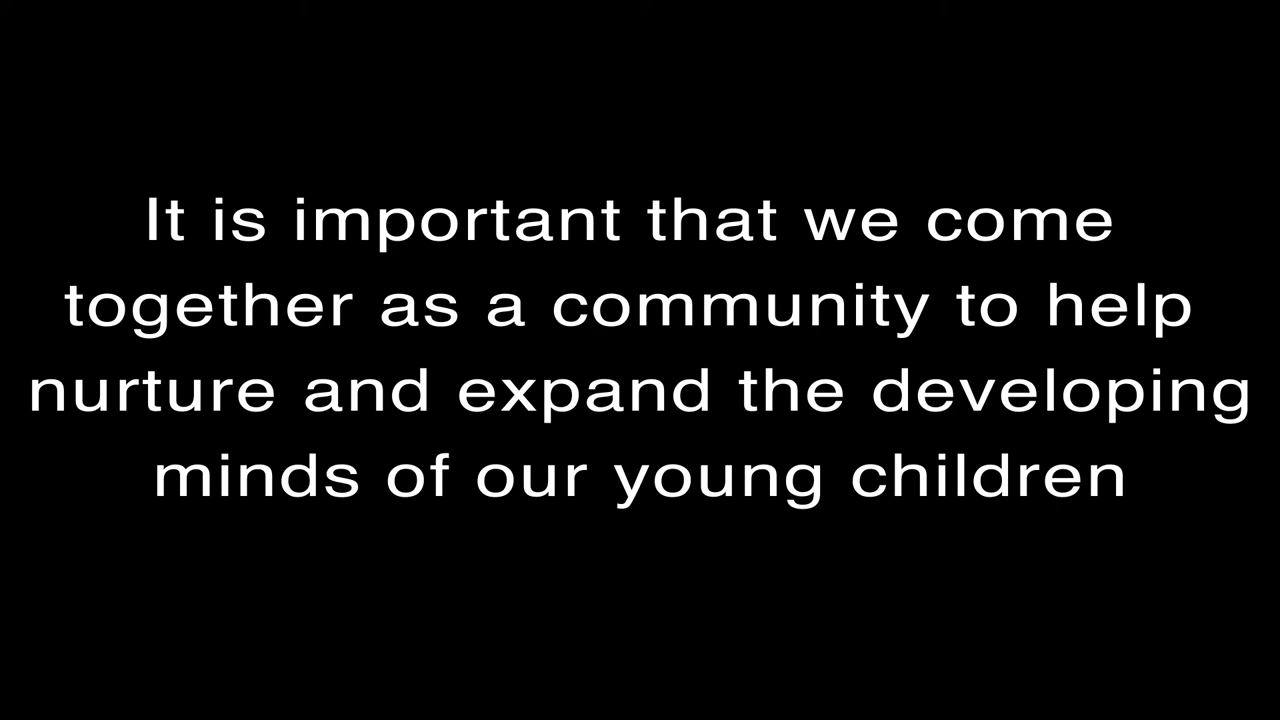 It is important that we come
together as a community to help
nurture and expand the developing
minds of our young children